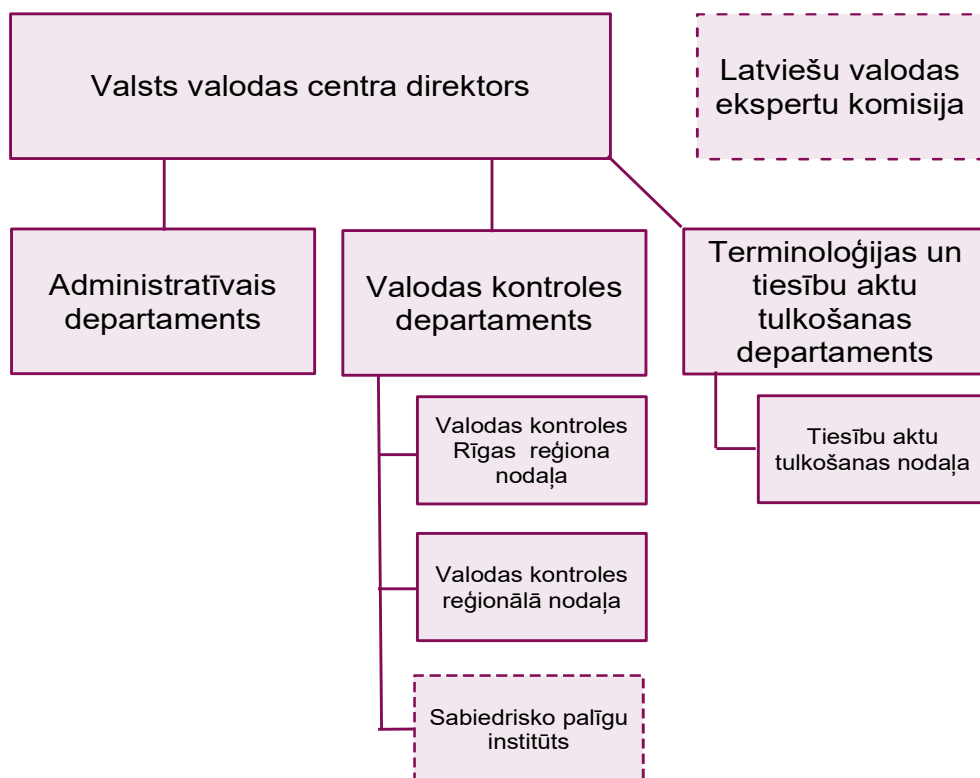 Valsts valodas centra direktors
Latviešu valodas
ekspertu komisija
Administratīvais
departaments
Valodas kontroles
departaments
Terminoloģijas un
tiesību aktu
tulkošanas
departaments
Valodas kontroles
Rīgas reģiona
nodaļa
Tiesību aktu
tulkošanas nodaļa
Valodas kontroles
reģionālā nodaļa
Sabiedrisko palīgu
institūts